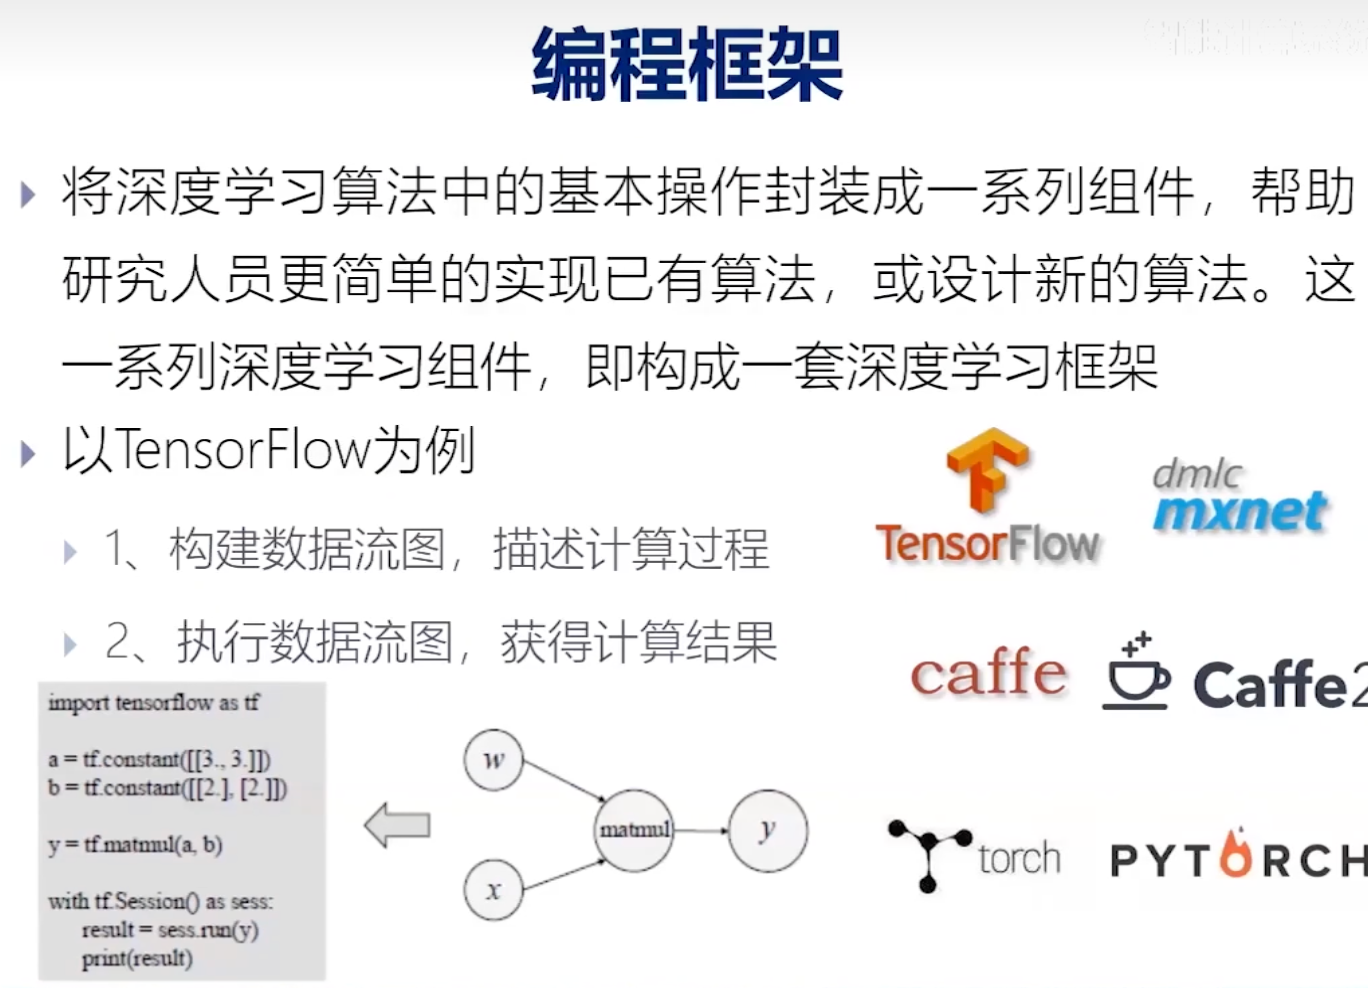 编程框架
将深度学习算法中的基本操作封装成一系列组件，帮助
研究人员更简单的实现已有算法，或设计新的算法。这
一系列深度学习组件，即构成一套深度学习框架
以TensorFlow为例
1、构建数据流图，描述计算过程
2、执行数据流图，获得计算结果
TensorFlow
dmlc
mxnet
caffe
Caffe2
torch
PYTORCH
import tensorflow as tf
a = tf.constant([[3., 3.]])
b = tf.constant([[2.], [2.]])
y = tf.matmul(a, b)
with tf.Session() as sess:
result = sess.run(y)
print(result)
w
x
matmul
y